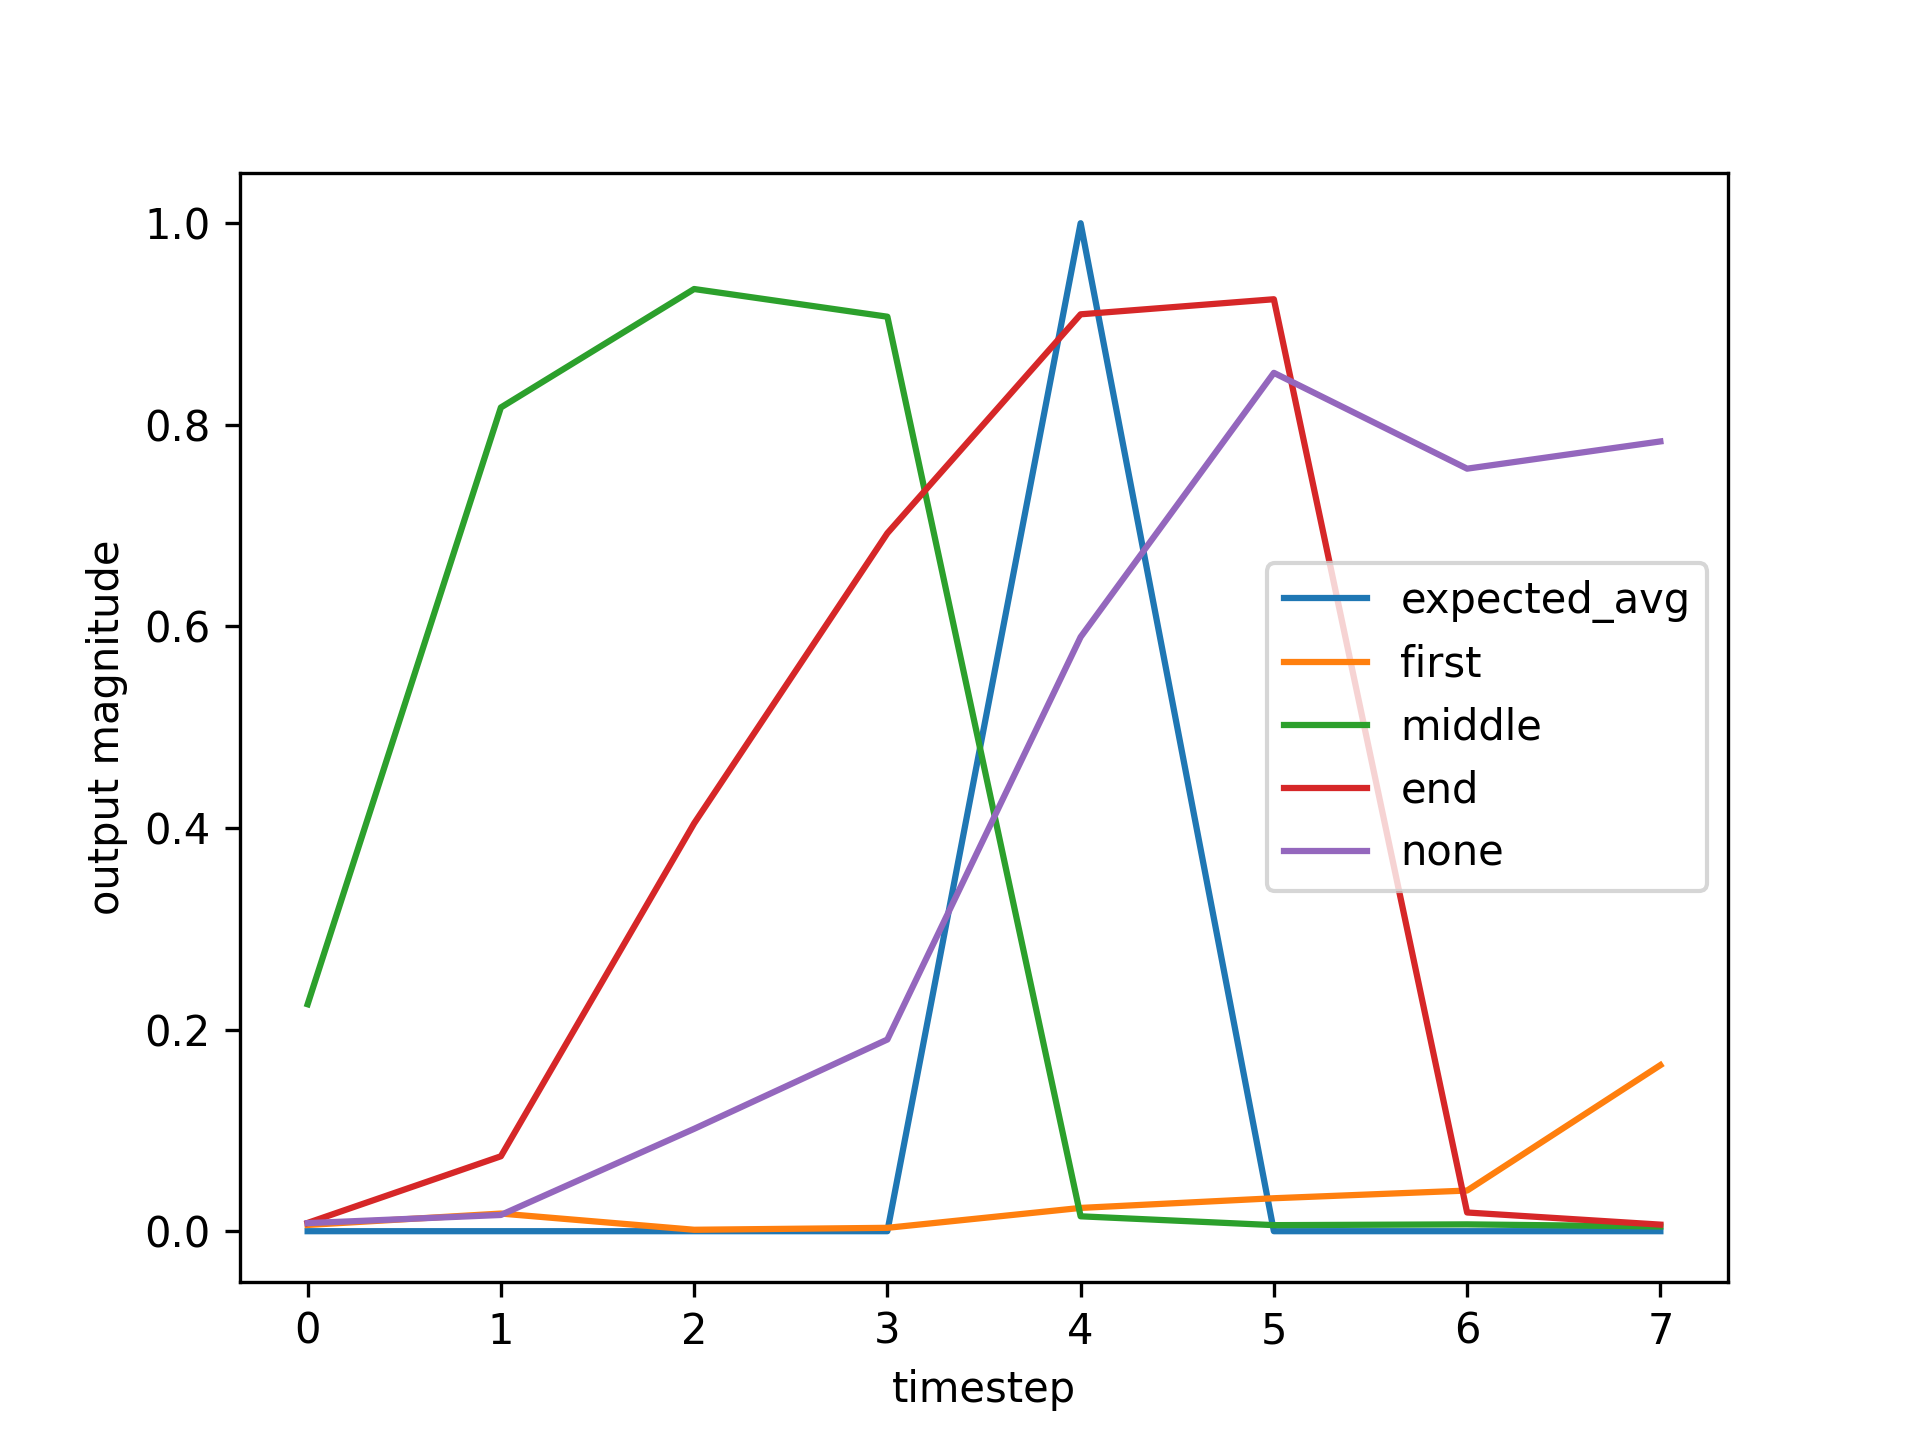 output magnitude
1.0
0.8
0.6
0.4
0.2
0.0
expected_avg
first
middle
end
none
0 1 2 3 4 5 6 7
timestep